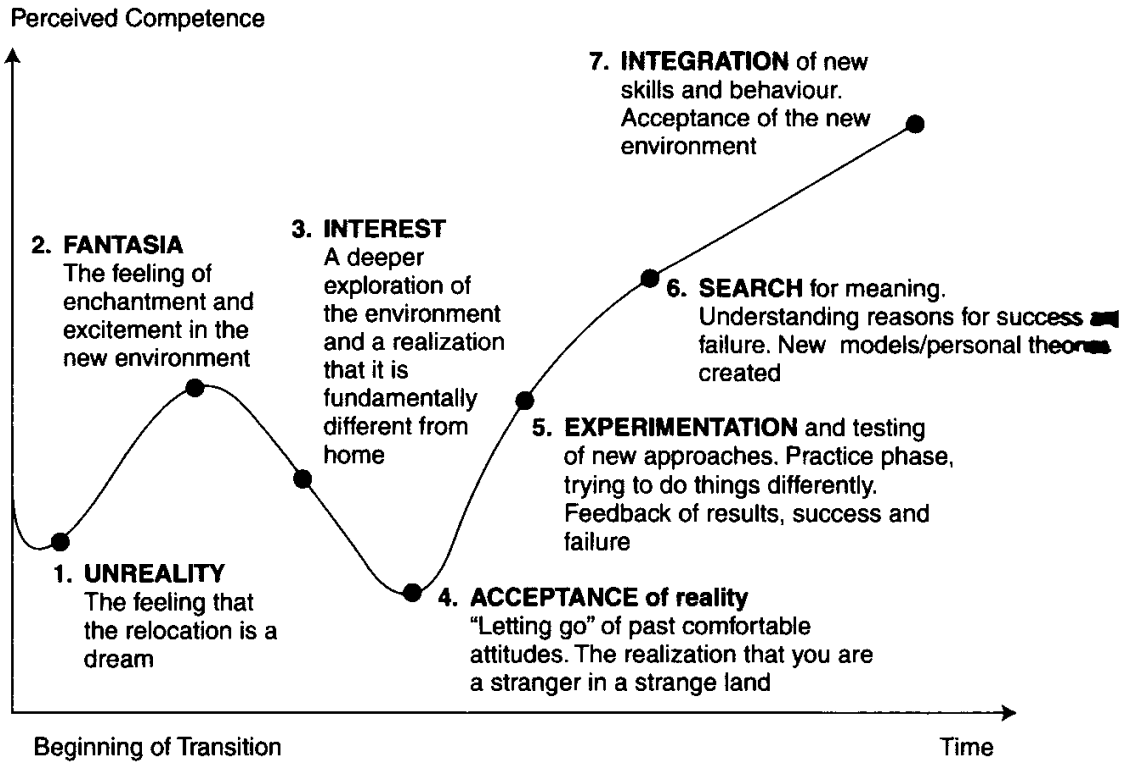 Perceived Competence
7. INTEGRATION of new
skills and behaviour.
Acceptance of the new
environment
2. FANTASIA
The feeling of
enchantment and
excitement in the
new environment
3. INTEREST
A deeper
exploration of
the environment
and a realization
that it is
fundamentally
different from
home
6. SEARCH for meaning.
Understanding reasons for success
failure. New models/personal
created
5. EXPERIMENTATION and testing
of new approaches. Practice phase,
trying to do things differently.
Feedback of results, success and
failure
1. UNREALITY
The feeling that
the relocation is a
dream
4. ACCEPTANCE of reality
“Letting go” of past comfortable
attitudes. The realization that you are
a stranger in a strange land
Beginning of Transition
Time